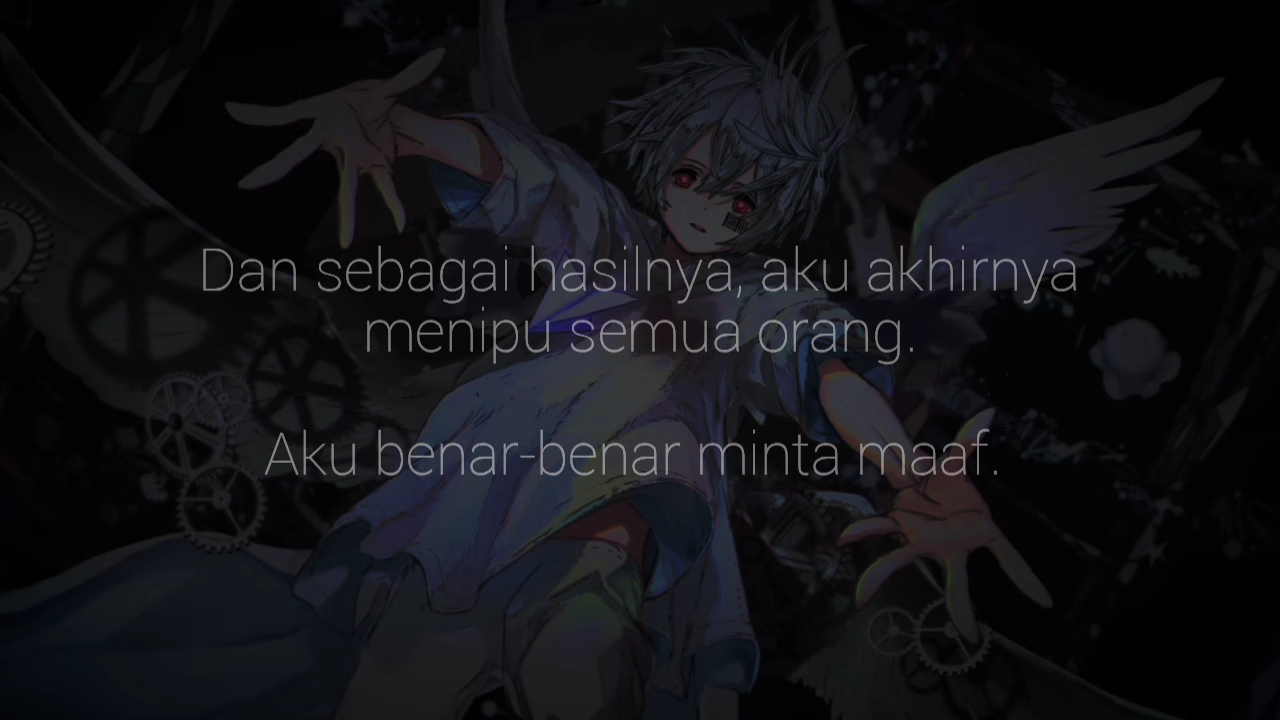 Dan sebagai hasilnya, aku akhirnya
menipu semua orang.
Aku benar-benar minta maaf.